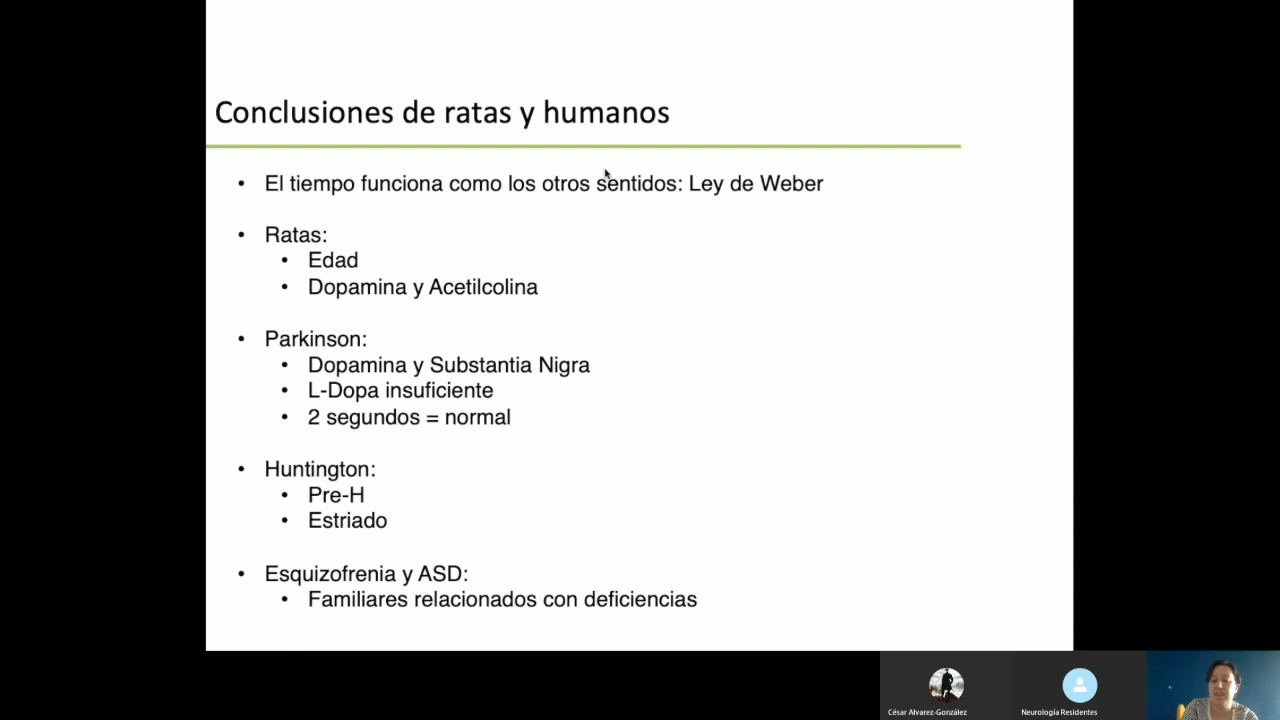 Conclusiones de ratas y humanos
• El tiempo funciona como los otros sentidos: Ley de Weber
• Ratas:
• Edad
• Dopamina y Acetilcolina
• Parkinson:
• Dopamina y Substantia Nigra
• L-Dopa insuficiente
• 2 segundos = normal
• Huntington:
• Pre-H
• Estriado
• Esquizofrenia y ASD:
• Familiares relacionados con deficiencias
César Alvarez-González
Neurología Residentes